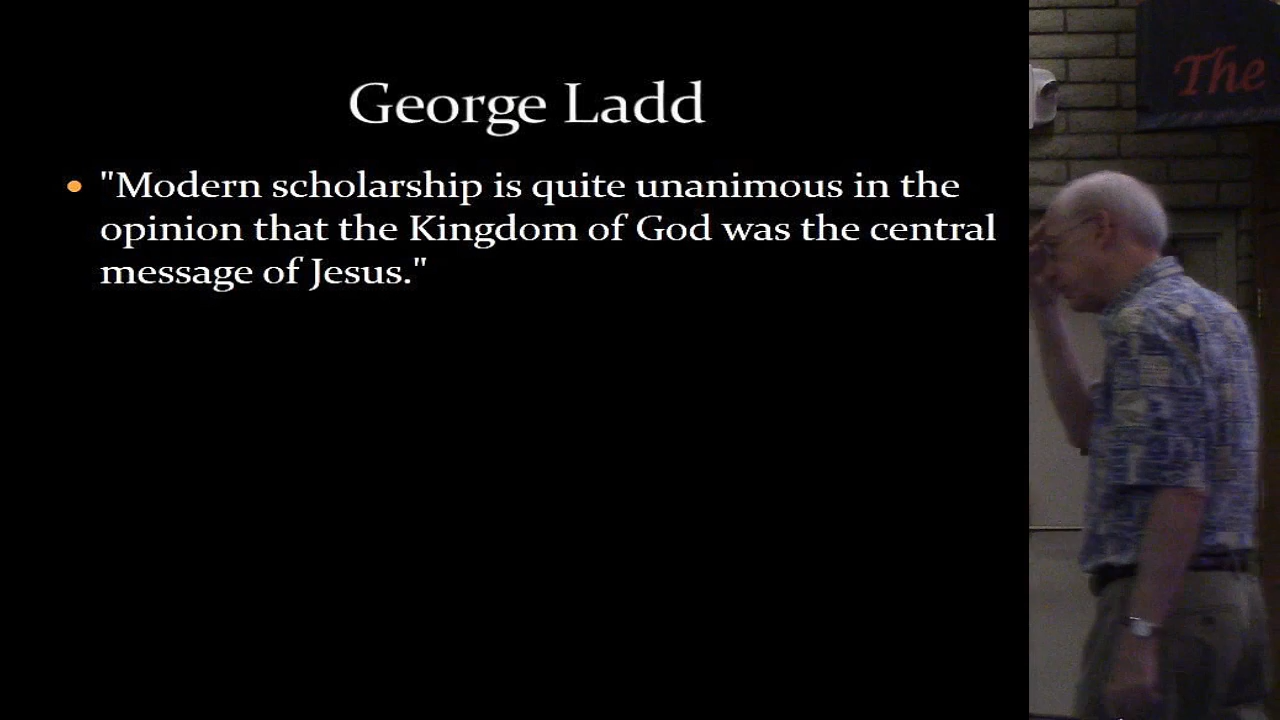 George Ladd
"Modern scholarship is quite unanimous in the
opinion that the Kingdom of God was the central
message of Jesus."
The